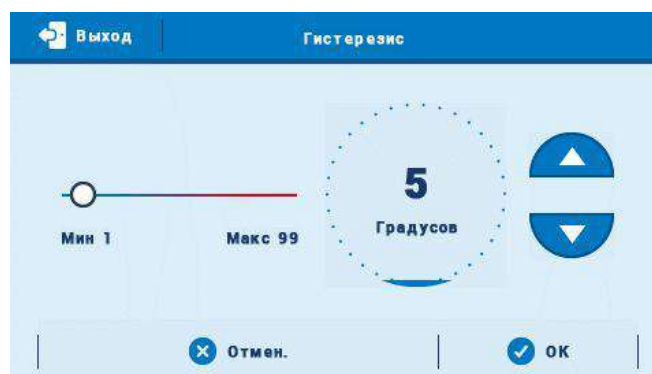 Выход
Гистерезис
5
Градусов
Мин 1
Макс 99
Отмен.
OK